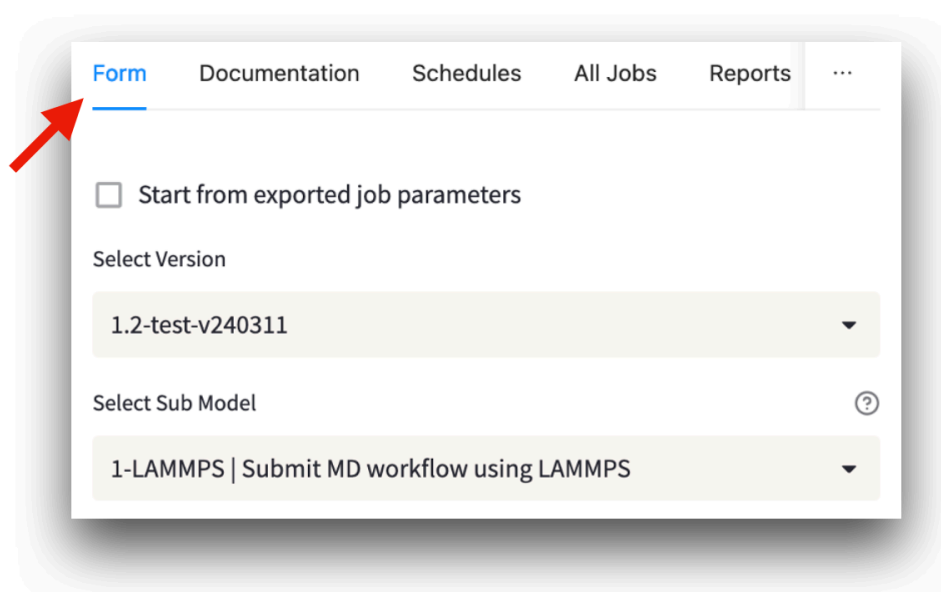 Form Documentation Schedules All Jobs Reports ...
Start from exported job parameters
Select Version
1.2-test-v240311
Select Sub Model
1-LAMMPS | Submit MD workflow using LAMMPS